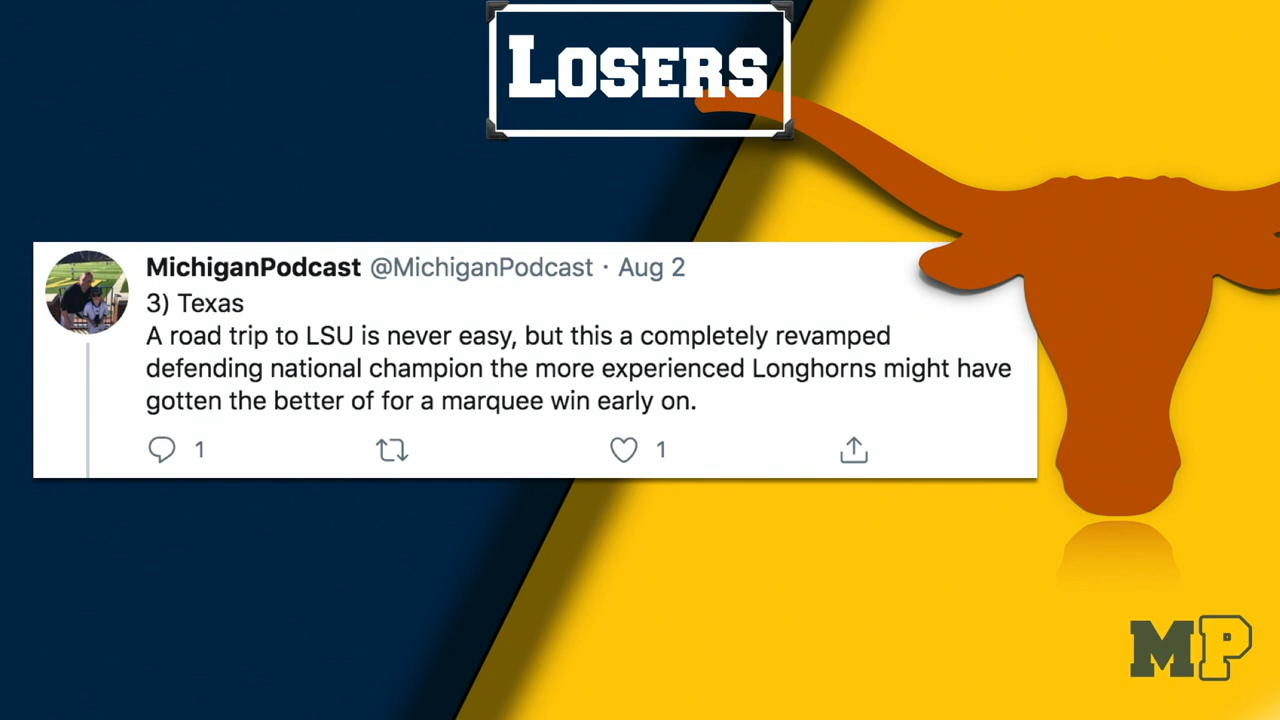 LOSERS
MichiganPodcast @MichiganPodcast · Aug 2
3) Texas
A road trip to LSU is never easy, but this a completely revamped
defending national champion the more experienced Longhorns might have
gotten the better of for a marquee win early on.
1 1
MP